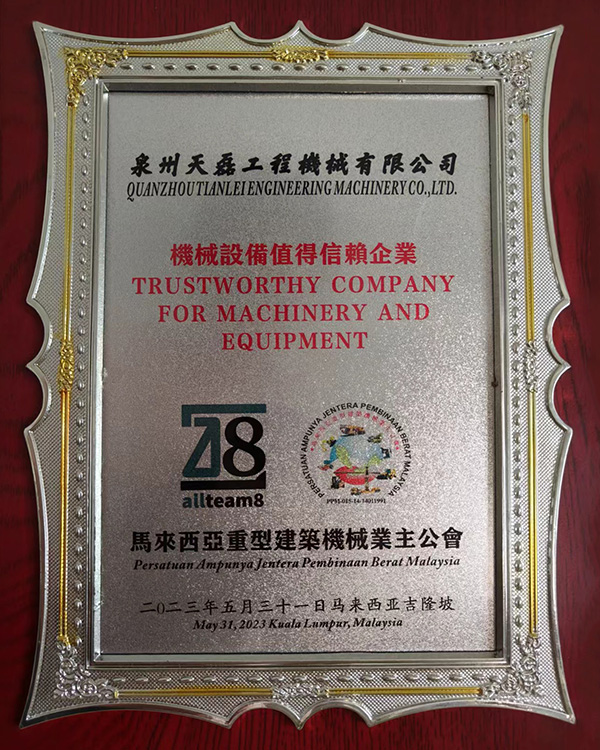 泉州天磊工程機械有限公司
QUANZHOUTIANLEIENGINEERING MACHINERY CO.,LTD.
機械設備值得信賴企業
TRUSTWORTHY COMPANY
FOR MACHINERY AND
EQUIPMENT
a8
allteam8
PERSATUAN AMPUNYA JENTERA PEMBINAAN BERAT MALAYSIA
馬來西亞重型建築機械業主公會
Persatuan Ampunya Jentera Pembinaan Berat Malaysia
二〇二三年五月三十一日马来西亚吉隆坡
May 31, 2023 Kuala Lumpur, Malaysia